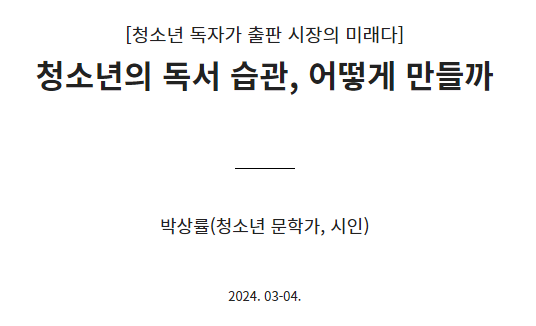 [청소년 독자가 출판 시장의 미래다]
청소년의 독서 습관, 어떻게 만들까
박상률(청소년 문학가, 시인)
2024. 03-04.